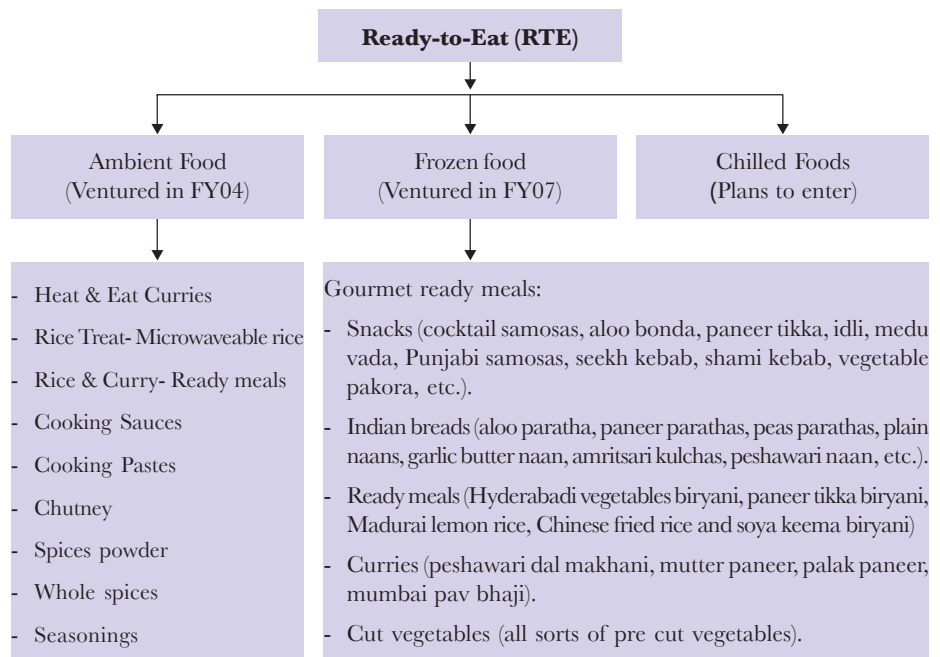 Ready-to-Eat (RTE)
Ambient Food
(Ventured in FY04)
Frozen food
(Ventured in FY07)
Chilled Foods
(Plans to enter)
- Heat & Eat Curries
- Rice Treat- Microwaveable rice
- Rice & Curry- Ready meals
- Cooking Sauces
- Cooking Pastes
- Chutney
- Spices powder
- Whole spices
- Seasonings
Gourmet ready meals:
- Snacks (cocktail samosas, aloo bonda, paneer tikka, idli, medu
vada, Punjabi samosas, seekh kebab, shami kebab, vegetable
pakora, etc.).
- Indian breads (aloo paratha, paneer parathas, peas parathas, plain
naans, garlic butter naan, amritsari kulchas, peshawari naan, etc.).
- Ready meals (Hyderabadi vegetables biryani, paneer tikka biryani,
Madurai lemon rice, Chinese fried rice and soya keema biryani)
- Curries (peshawari dal makhani, mutter paneer, palak paneer,
mumbai pav bhaji).
- Cut vegetables (all sorts of pre cut vegetables).